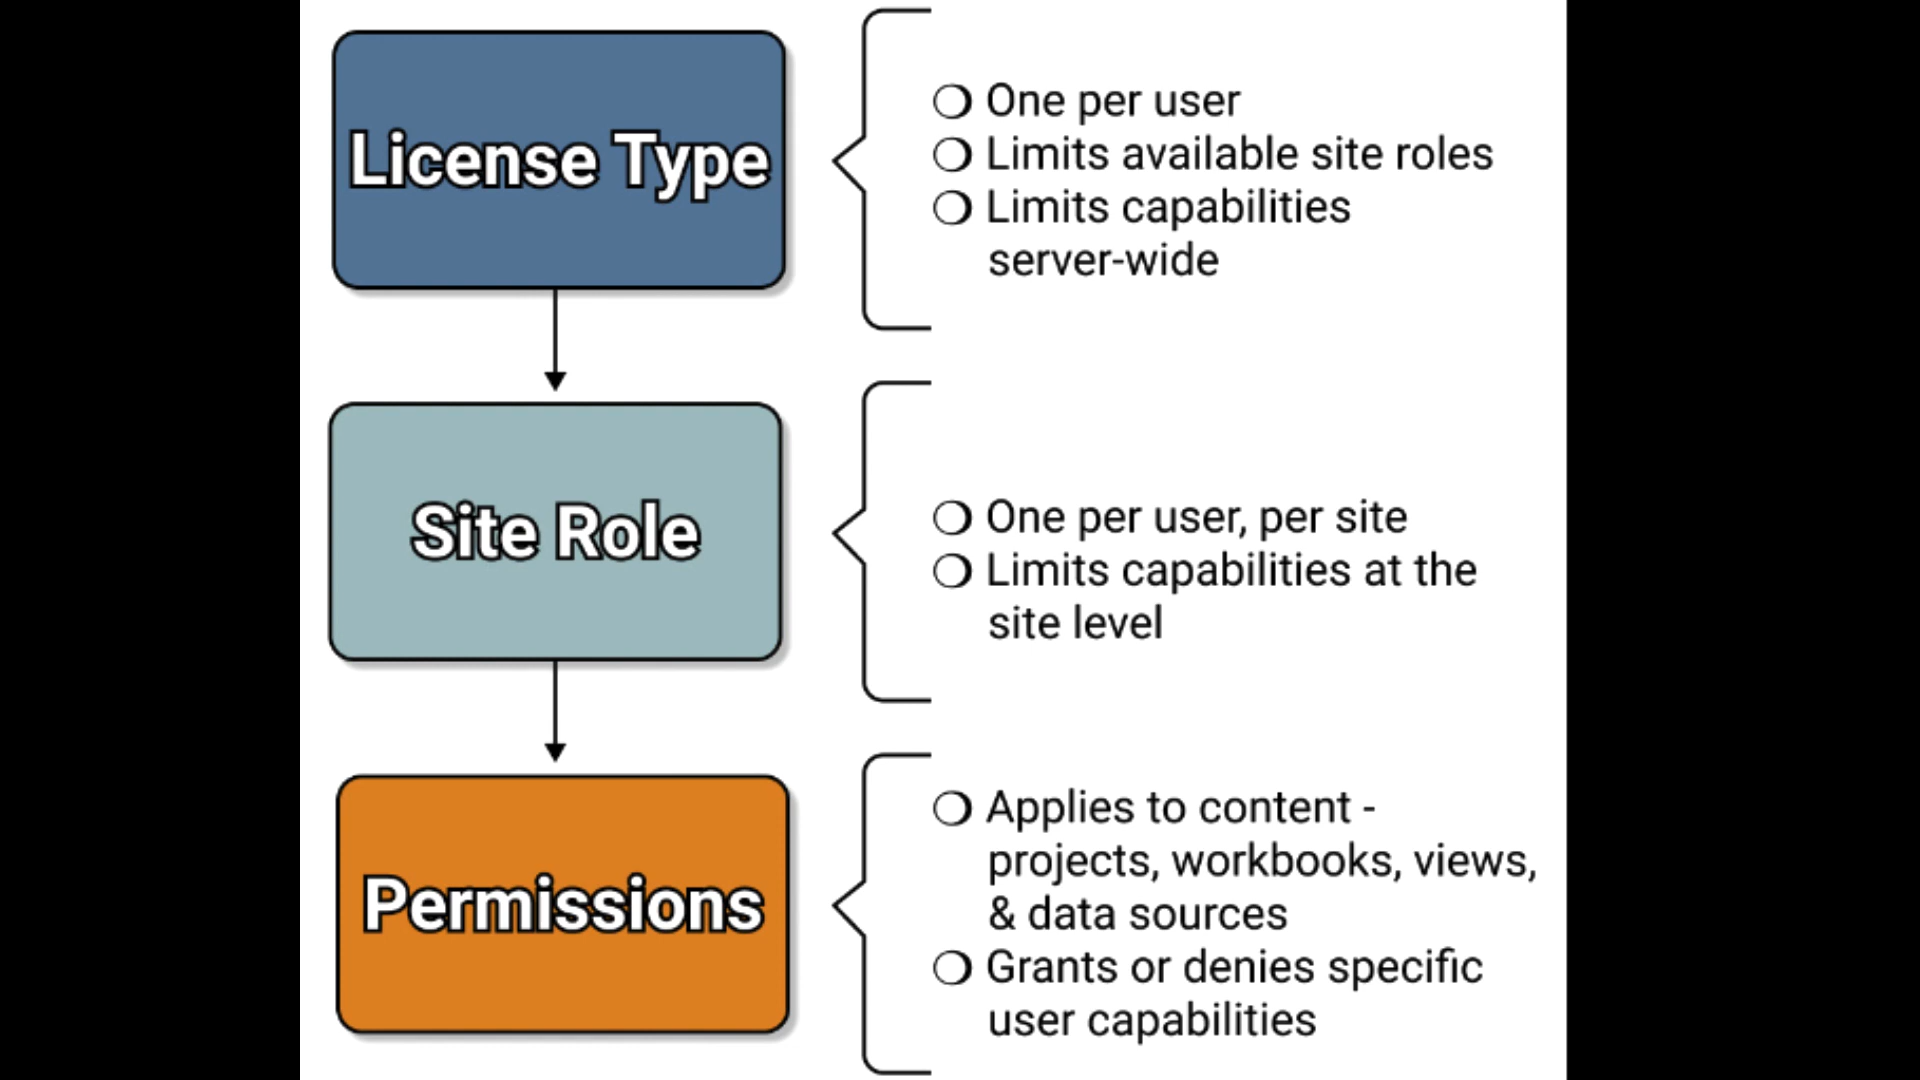 License Type
One per user
Limits available site roles
Limits capabilities
server-wide
Site Role
One per user, per site
Limits capabilities at the
site level
Permissions
Applies to content -
projects, workbooks, views,
& data sources
Grants or denies specific
user capabilities